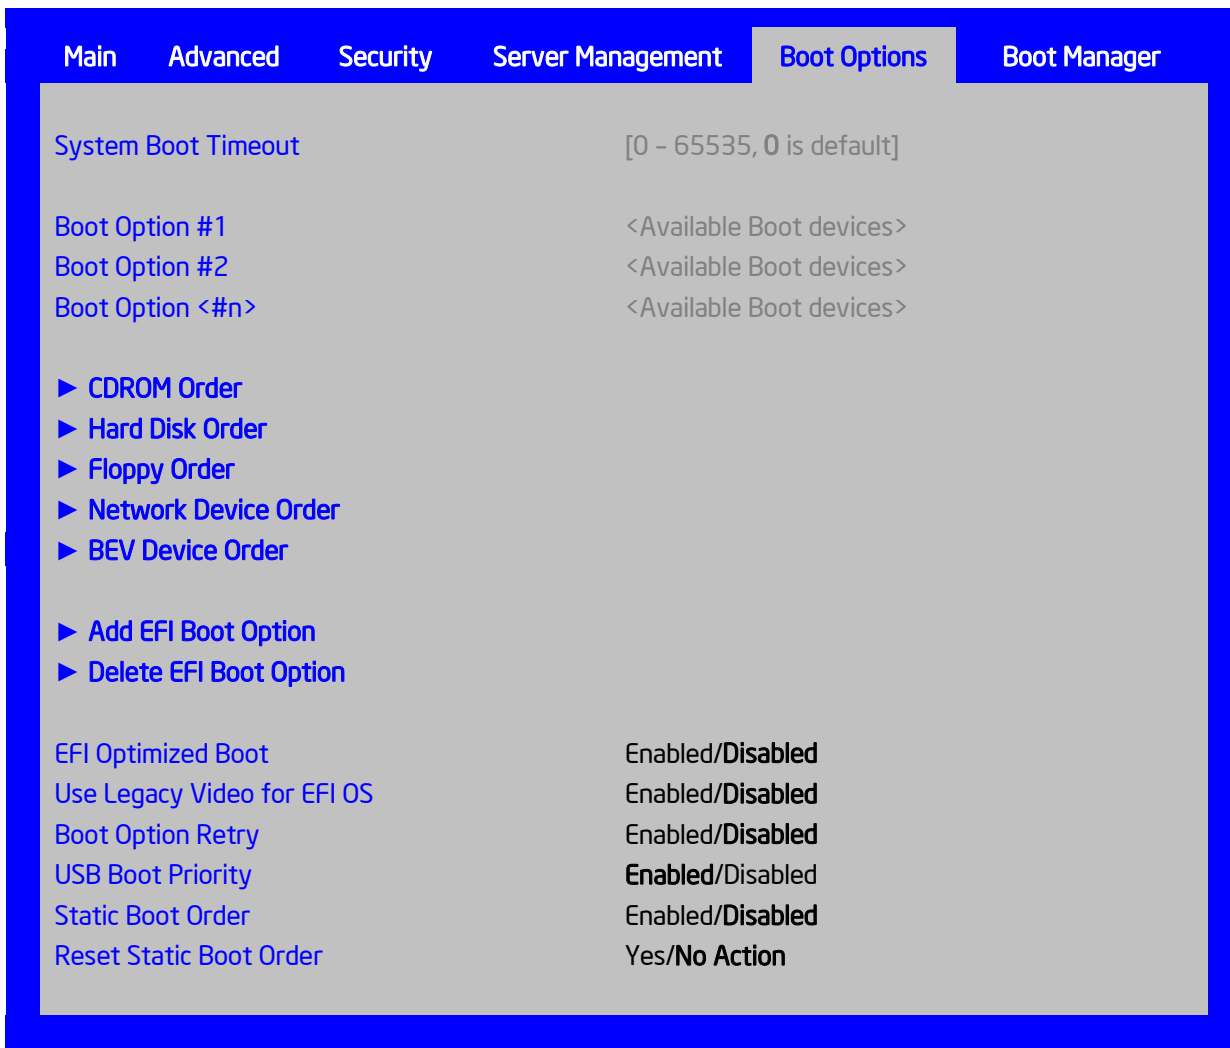 Main Advanced Security Server Management Boot Options Boot Manager
System Boot Timeout [0 – 65535, 0 is default]
Boot Option #1 <Available Boot devices>
Boot Option #2 <Available Boot devices>
Boot Option <#n> <Available Boot devices>
► CDROM Order
► Hard Disk Order
► Floppy Order
► Network Device Order
► BEV Device Order
► Add EFI Boot Option
► Delete EFI Boot Option
EFI Optimized Boot Enabled/Disabled
Use Legacy Video for EFI OS Enabled/Disabled
Boot Option Retry Enabled/Disabled
USB Boot Priority Enabled/Disabled
Static Boot Order Enabled/Disabled
Reset Static Boot Order Yes/No Action